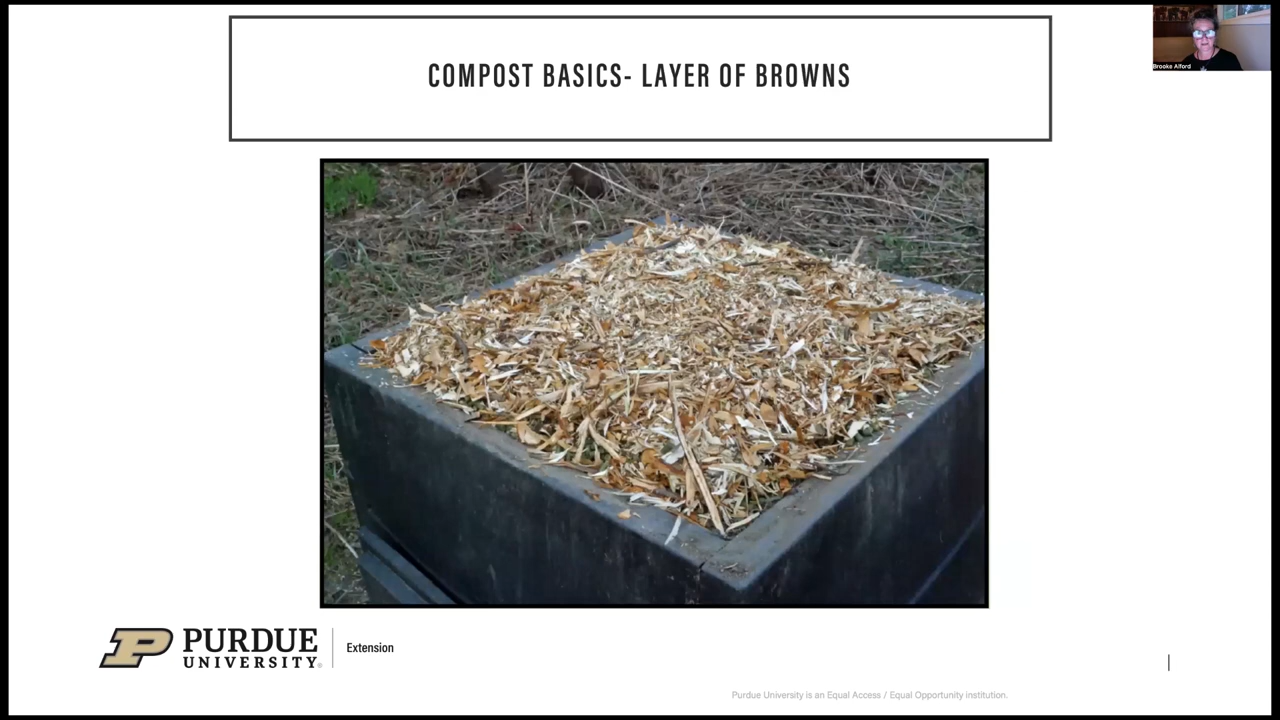 COMPOST BASICS- LAYER OF BROWNS
Brooke Alford
PURDUE
UNIVERSITY®
Extension
Purdue University is an Equal Access / Equal Opportunity institution.